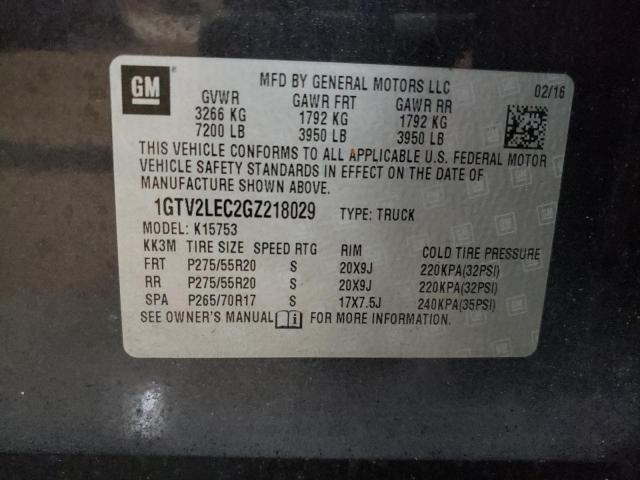 GM
MFD BY GENERAL MOTORS LLC
02/16
GVWR GAWR FRT GAWR RR
3266 KG 1792 KG 1792 KG
7200 LB 3950 LB 3950 LB
THIS VEHICLE CONFORMS TO ALL APPLICABLE U.S. FEDERAL MOTOR
VEHICLE SAFETY STANDARDS IN EFFECT ON THE DATE OF
MANUFACTURE SHOWN ABOVE.
1GTV2LEC2GZ218029 TYPE: TRUCK
MODEL: K15753
KK3M TIRE SIZE SPEED RTG RIM COLD TIRE PRESSURE
FRT P275/55R20 S 20X9J 220KPA(32PSI)
RR P275/55R20 S 20X9J 220KPA(32PSI)
SPA P265/70R17 S 17X7.5J 240KPA(35PSI)
SEE OWNER'S MANUAL i FOR MORE INFORMATION.